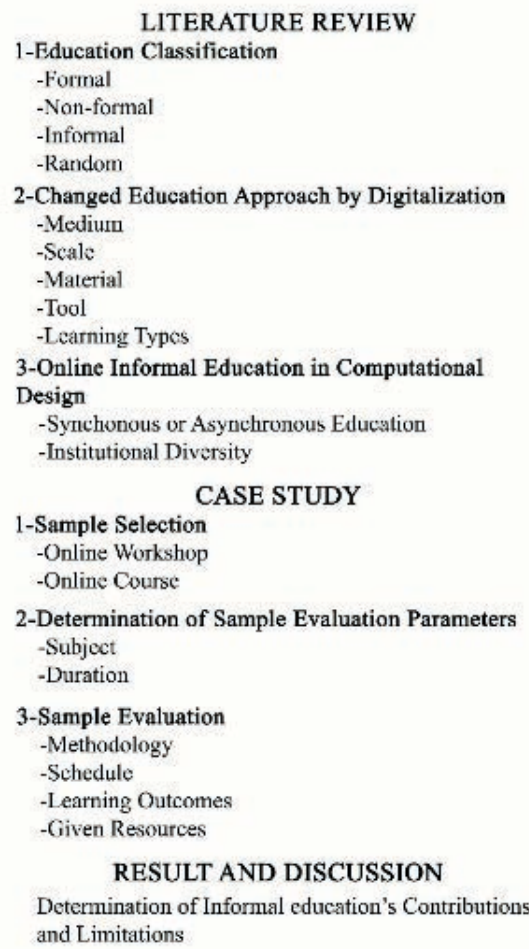 LITERATURE REVIEW
1-Education Classification
-Formal
-Non-formal
-Informal
-Random
2-Changed Education Approach by Digitalization
-Medium
-Scale
-Material
-Tool
-Learning Types
3-Online Informal Education in Computational
Design
-Synchonous or Asynchronous Education
-Institutional Diversity
CASE STUDY
1-Sample Selection
-Online Workshop
-Online Course
2-Determination of Sample Evaluation Parameters
-Subject
-Duration
3-Sample Evaluation
-Methodology
-Schedule
-Learning Outcomes
-Given Resources
RESULT AND DISCUSSION
Determination of Informal education's Contributions
and Limitations